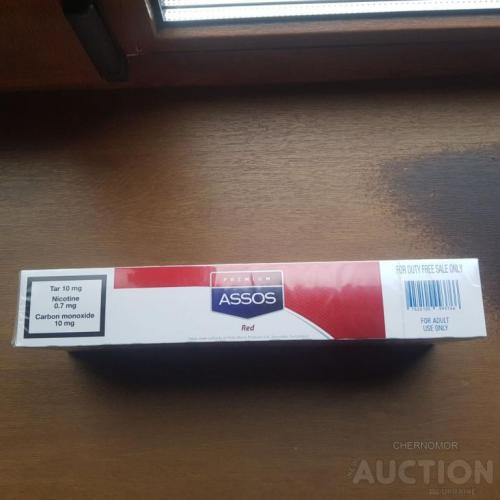 Tar 10 mg
Nicotine
0.7 mg
Carbon monoxide
10 mg
PREMIUM
ASSOS
Red
FOR DUTY FREE SALE ONLY
FOR ADULT
USE ONLY
CHERNOMOR
AUCTION
UKRAINE